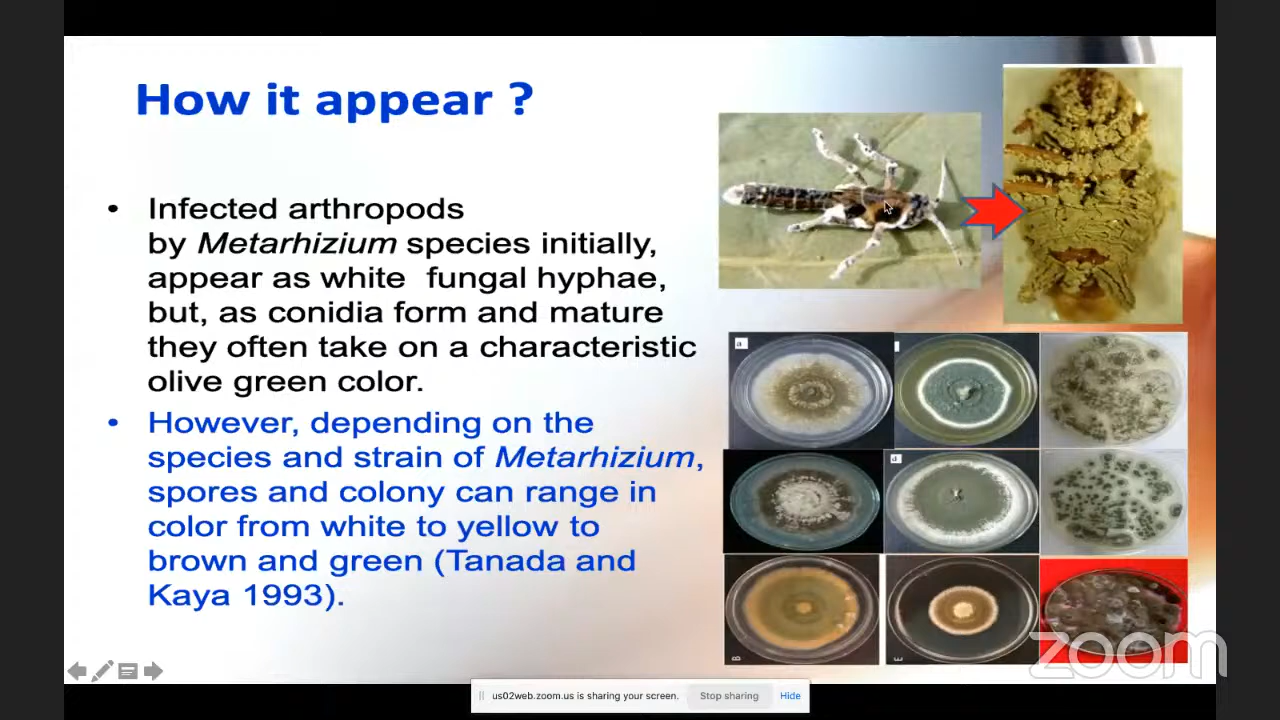 How it appear ?
• Infected arthropods
by Metarhizium species initially,
appear as white fungal hyphae,
but, as conidia form and mature
they often take on a characteristic
olive green color.
• However, depending on the
species and strain of Metarhizium,
spores and colony can range in
color from white to yellow to
brown and green (Tanada and
Kaya 1993).
a
d
B
E
zoom
us02web.zoom.us is sharing your screen. Stop sharing Hide